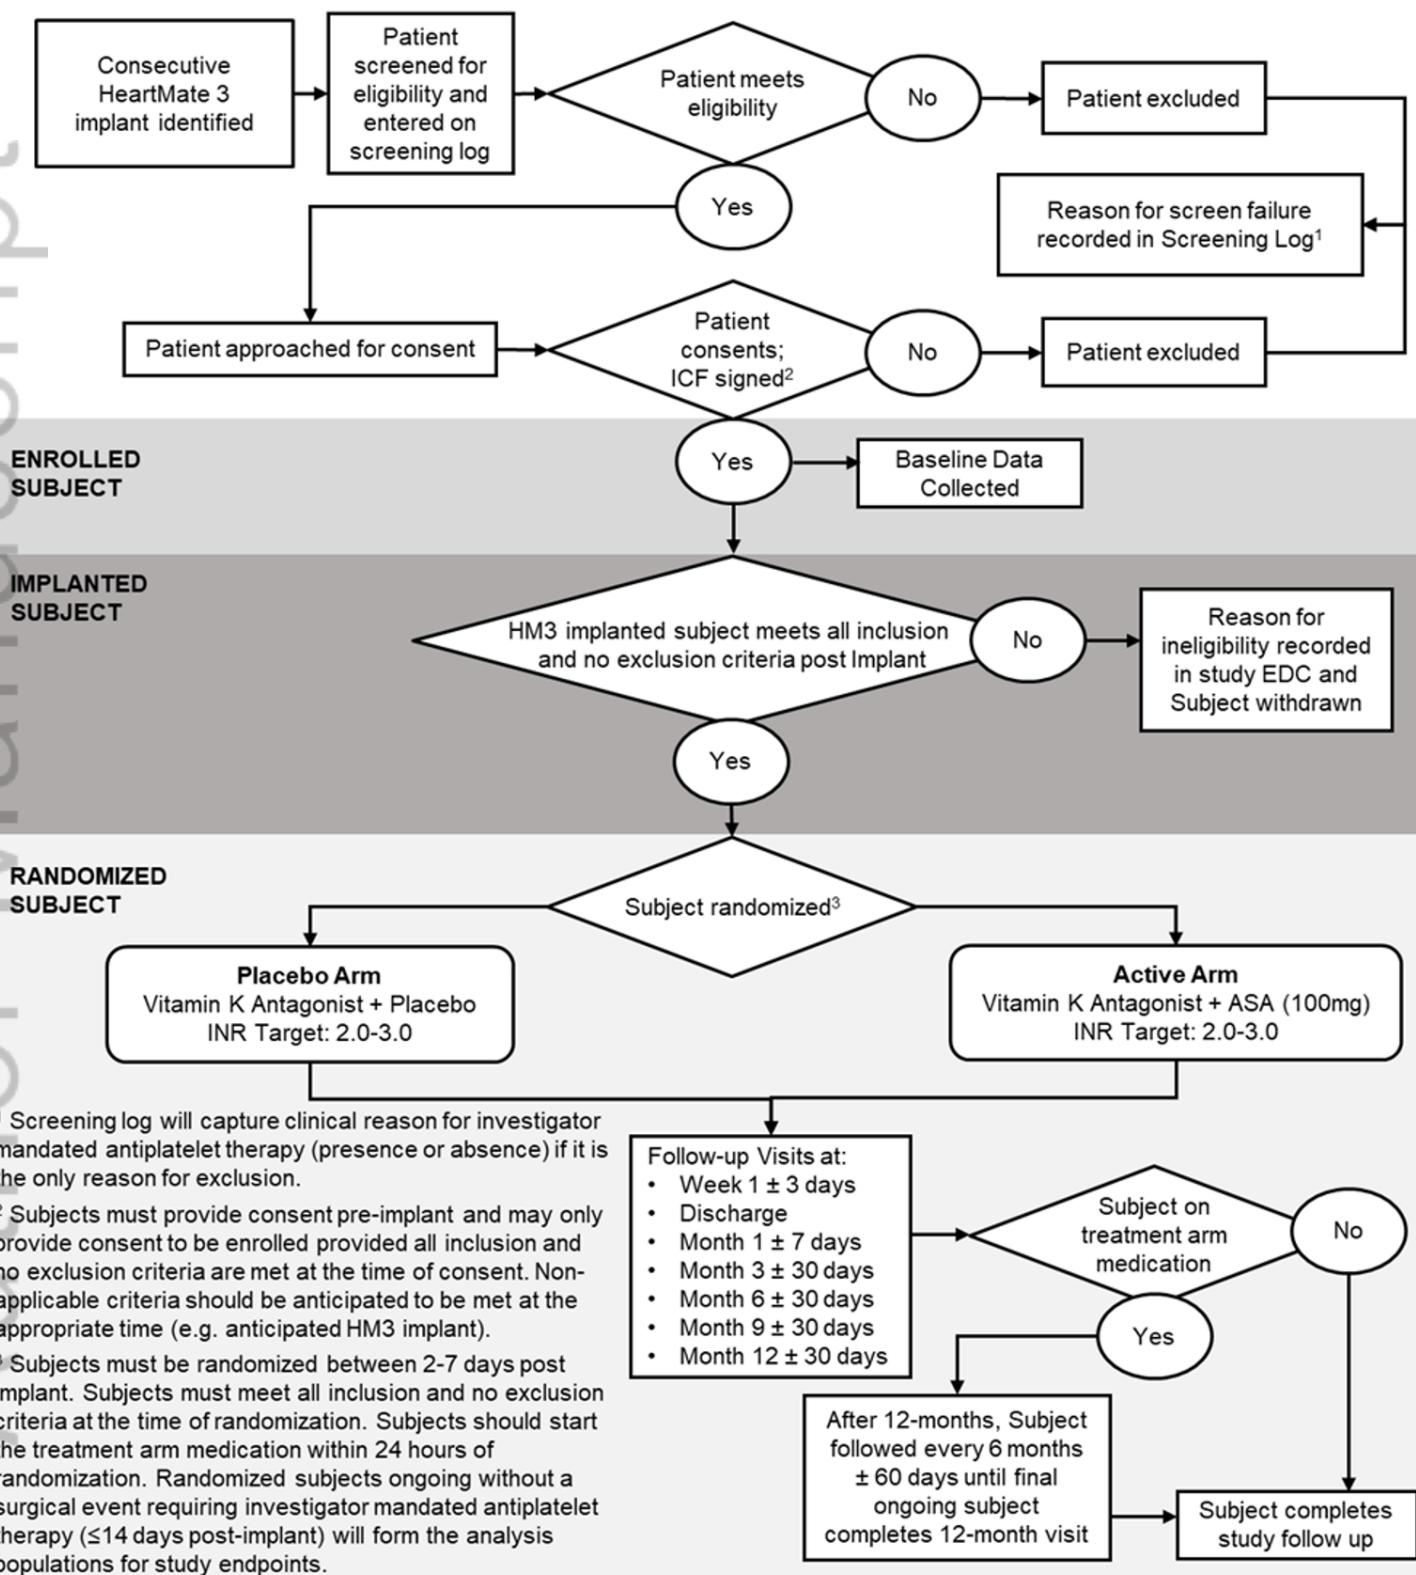 Consecutive
HeartMate 3
implant identified
Patient
screened for
eligibility and
entered on
screening log
Patient meets
eligibility
No
Patient excluded
Yes
Reason for screen failure
recorded in Screening Log1
Patient approached for consent
Patient
consents;
ICF signed2
No
Patient excluded
ENROLLED
SUBJECT
Yes
Baseline Data
Collected
IMPLANTED
SUBJECT
HM3 implanted subject meets all inclusion
and no exclusion criteria post Implant
No
Reason for
ineligibility recorded
in study EDC and
Subject withdrawn
Yes
RANDOMIZED
SUBJECT
Subject randomized3
Placebo Arm
Vitamin K Antagonist + Placebo
INR Target: 2.0-3.0
Active Arm
Vitamin K Antagonist + ASA (100mg)
INR Target: 2.0-3.0
Screening log will capture clinical reason for investigator
mandated antiplatelet therapy (presence or absence) if it is
the only reason for exclusion.
2 Subjects must provide consent pre-implant and may only
provide consent to be enrolled provided all inclusion and
no exclusion criteria are met at the time of consent. Non-
applicable criteria should be anticipated to be met at the
appropriate time (e.g. anticipated HM3 implant).
3 Subjects must be randomized between 2-7 days post
implant. Subjects must meet all inclusion and no exclusion
criteria at the time of randomization. Subjects should start
the treatment arm medication within 24 hours of
randomization. Randomized subjects ongoing without a
surgical event requiring investigator mandated antiplatelet
therapy (≤14 days post-implant) will form the analysis
populations for study endpoints.
Follow-up Visits at:
• Week 1 ± 3 days
• Discharge
• Month 1 ± 7 days
• Month 3 ± 30 days
• Month 6 ± 30 days
• Month 9 ± 30 days
• Month 12 ± 30 days
Subject on
treatment arm
medication
No
Yes
After 12-months, Subject
followed every 6 months
± 60 days until final
ongoing subject
completes 12-month visit
Subject completes
study follow up